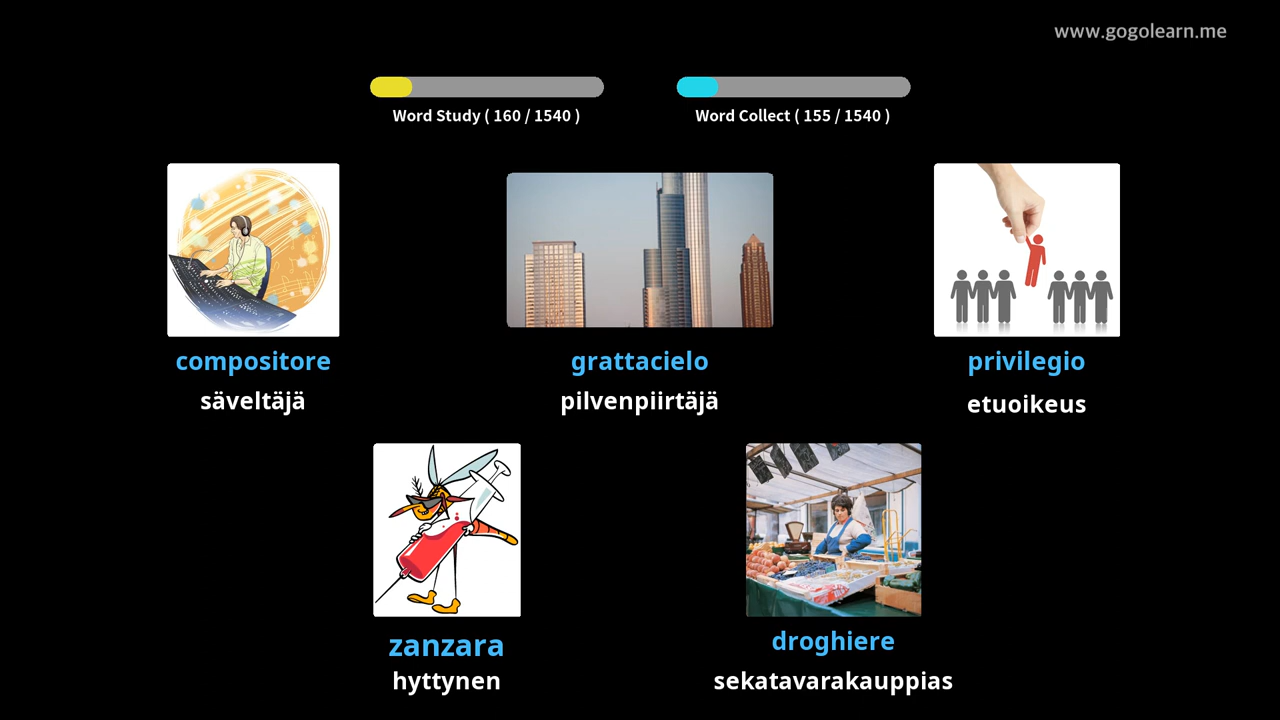 www.gogolearn.me
Word Study ( 160 / 1540 )
Word Collect ( 155 / 1540 )
compositore
säveltäjä
grattacielo
pilvenpiirtäjä
privilegio
etuoikeus
zanzara
hyttynen
droghiere
sekatavarakauppias